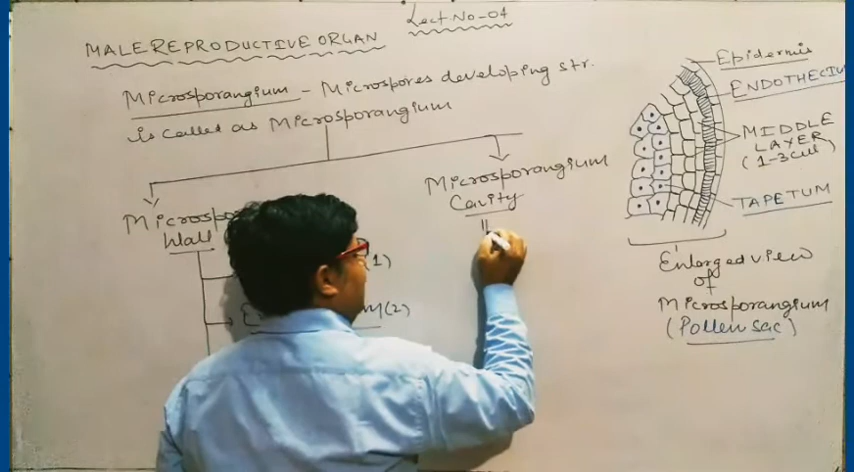 Lect.No-04
MALE REPRODUCTIVE ORGAN
Microsporangium - Microspores developing str.
is called as Microsporangium
Microspo
Wall
(1)
(2)
Microsporangium
Cavity
Epidermis
ENDOTHECIU
MIDDLE
LAYER
(1-3 cell)
TAPETUM
Enlarged view
of
Microsporangium
(Pollen sac)